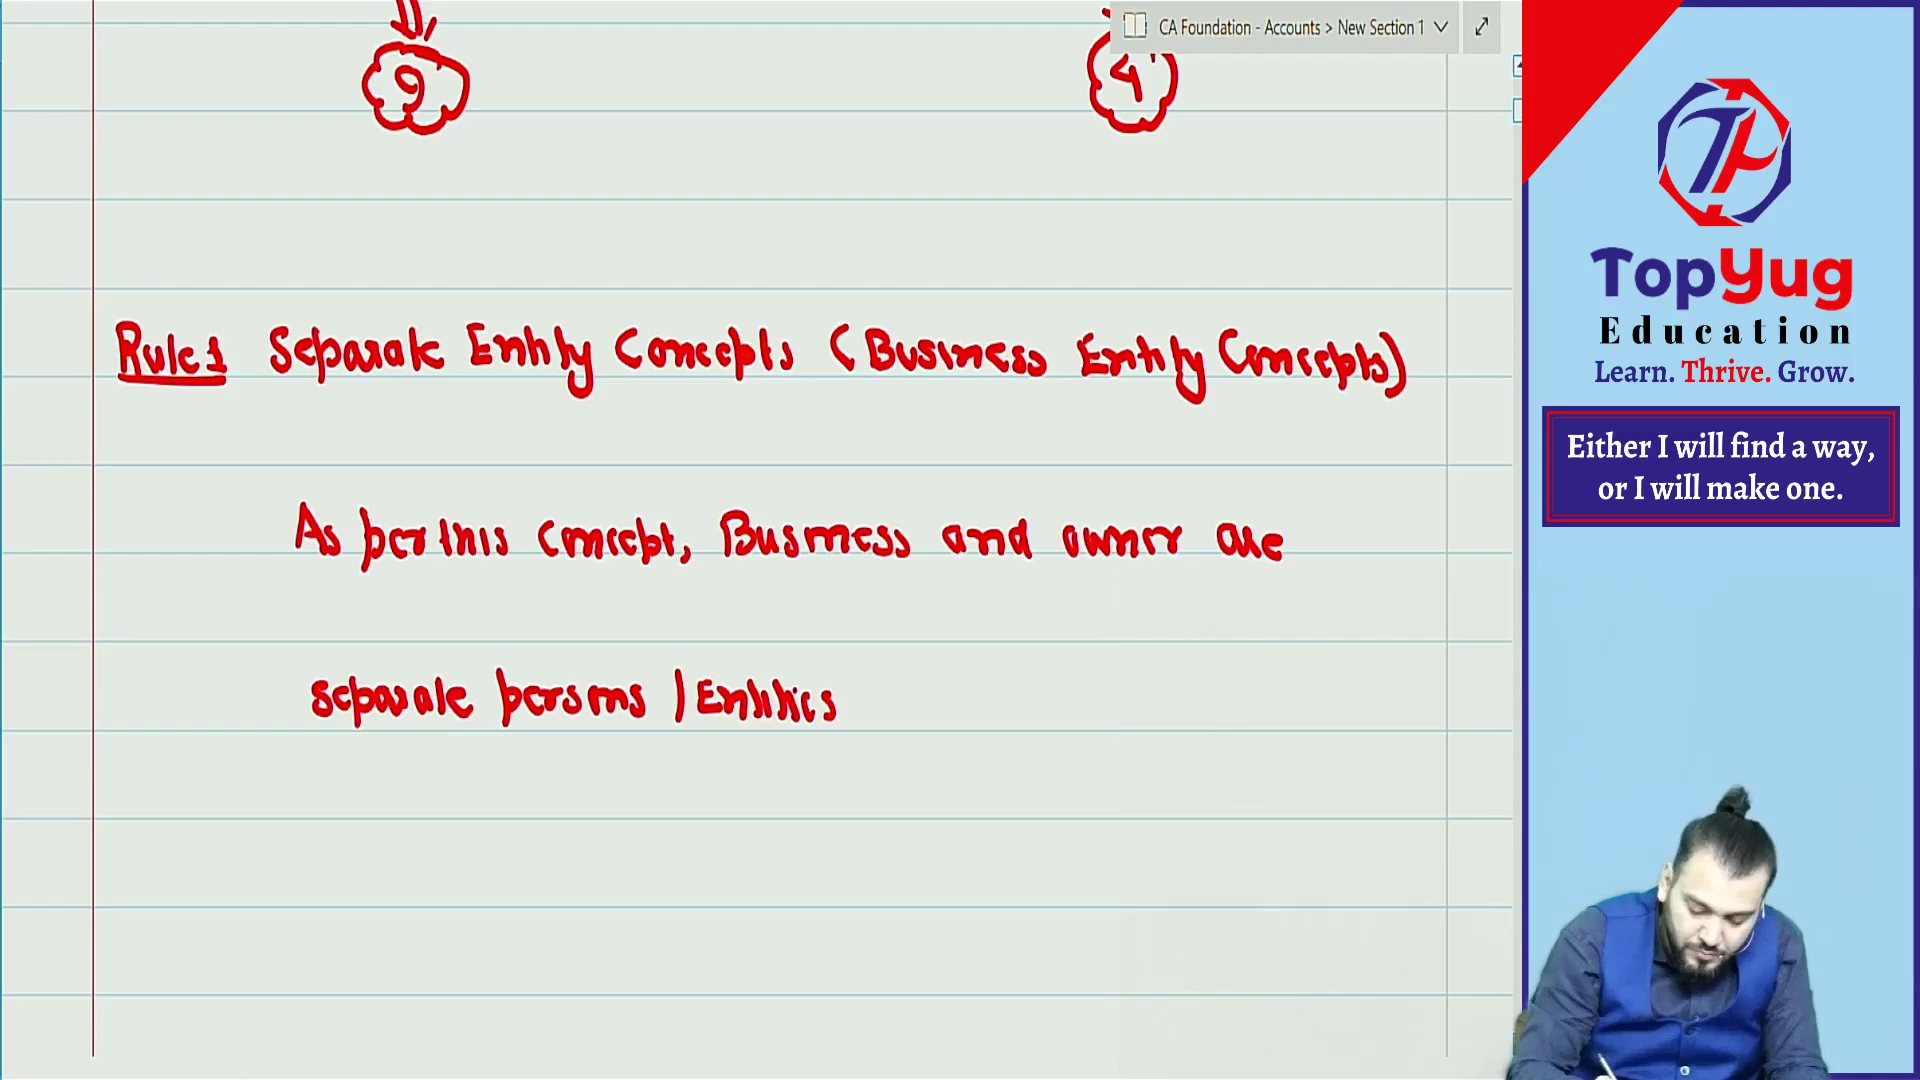 9
4
CA Foundation - Accounts > New Section 1
Rule 1 Separate Entity Concepts (Business Entity Concepts)
As per this concept, Business and owner are
separate persons / Entities
TopYug
Education
Learn. Thrive. Grow.
Either I will find a way,
or I will make one.